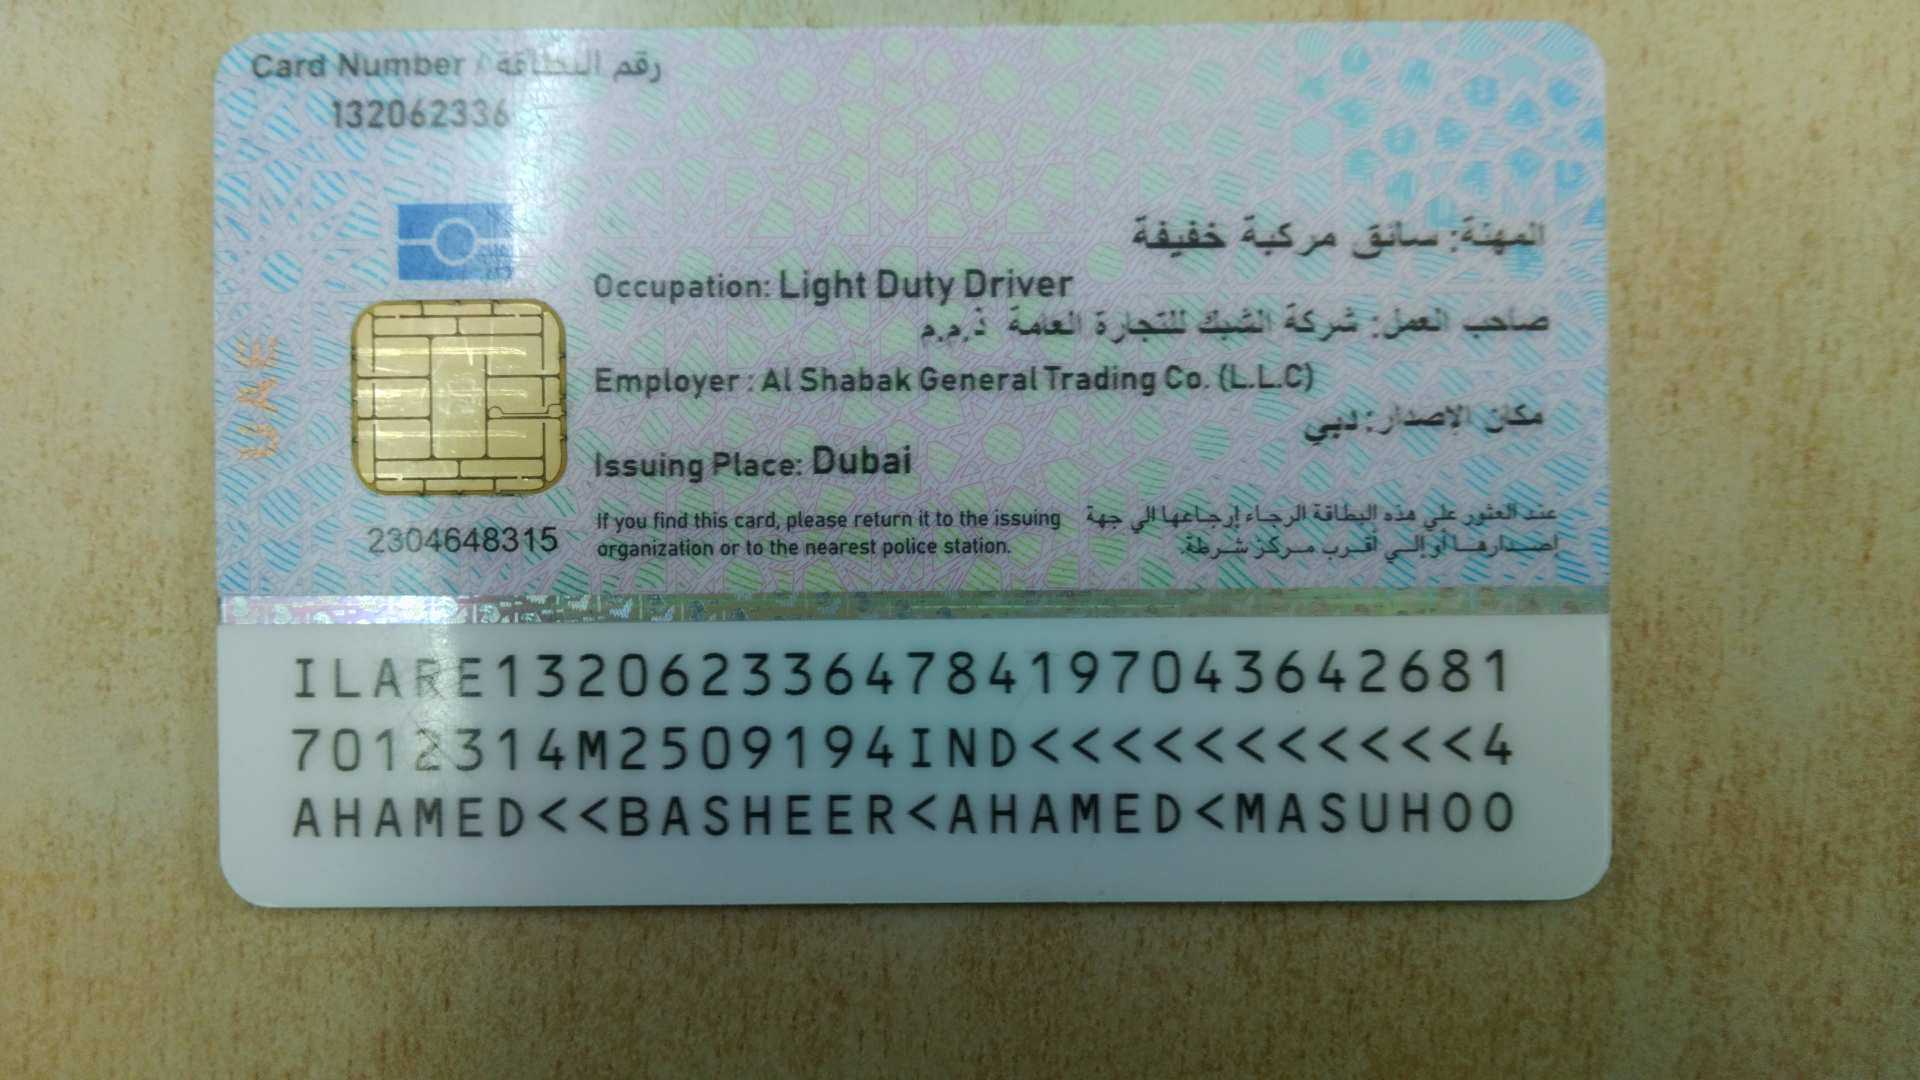 Card Number / رقم البطاقة
132062336
المهنة: سائق مركبة خفيفة
Occupation: Light Duty Driver
صاحب العمل: شركة الشبك للتجارة العامة ذ.م.م
Employer : Al Shabak General Trading Co. (L.L.C)
مكان الإصدار: دبي
Issuing Place: Dubai
UAE
2304648315
If you find this card, please return it to the issuing
organization or to the nearest police station.
عند العثور علي هذه البطاقة الرجاء إرجاعها الي جهة
إصدارها أو إلي أقرب مركز شرطة.
ILARE1320623364784197043642681
7012314M2509194IND<<<<<<<<<<<4
AHAMED<<BASHEER<AHAMED<MASUHOO